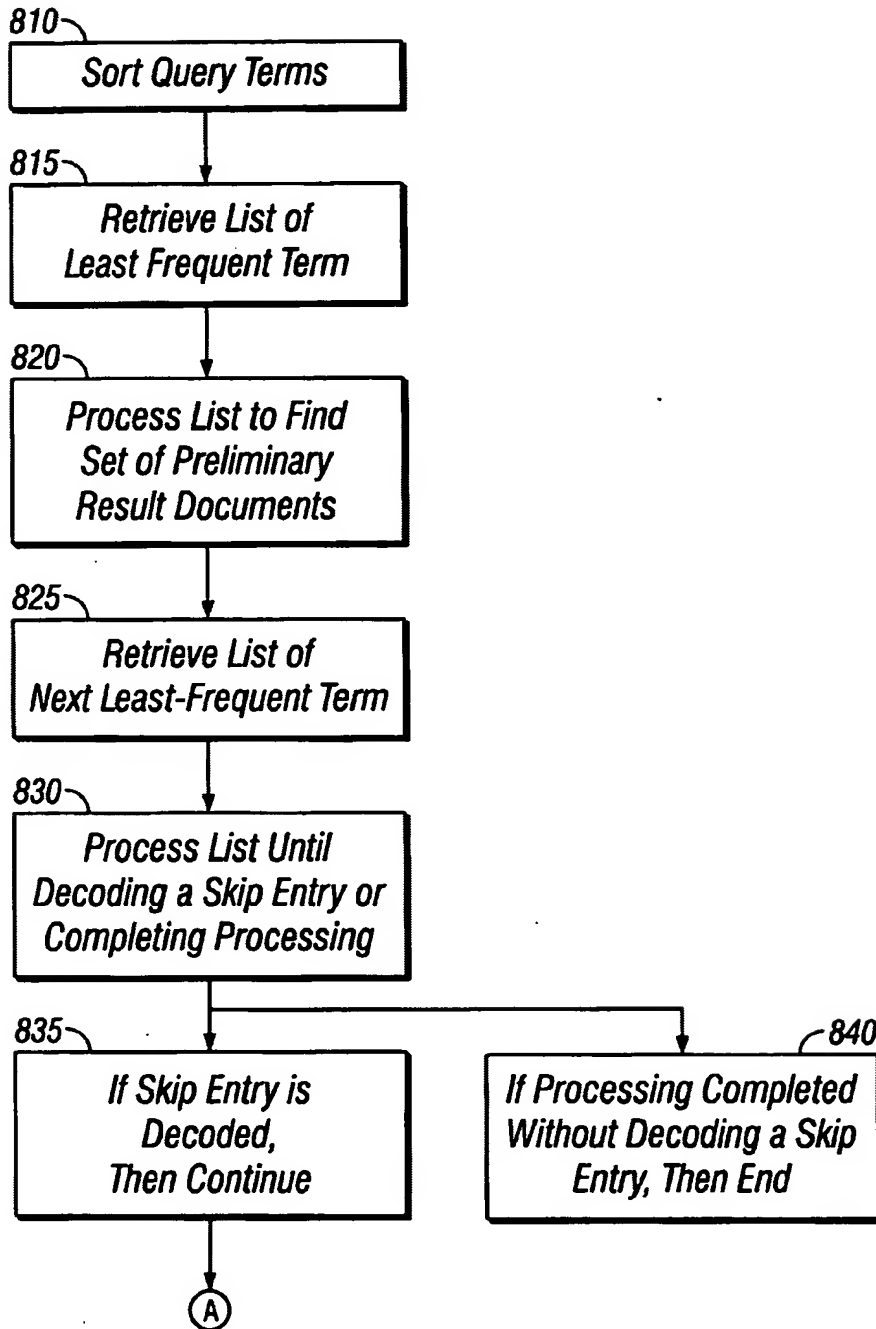 810
Sort Query Terms
815
Retrieve List of
Least Frequent Term
820
Process List to Find
Set of Preliminary
Result Documents
825
Retrieve List of
Next Least-Frequent Term
830
Process List Until
Decoding a Skip Entry or
Completing Processing
835
If Skip Entry is
Decoded,
Then Continue
840
If Processing Completed
Without Decoding a Skip
Entry, Then End
A